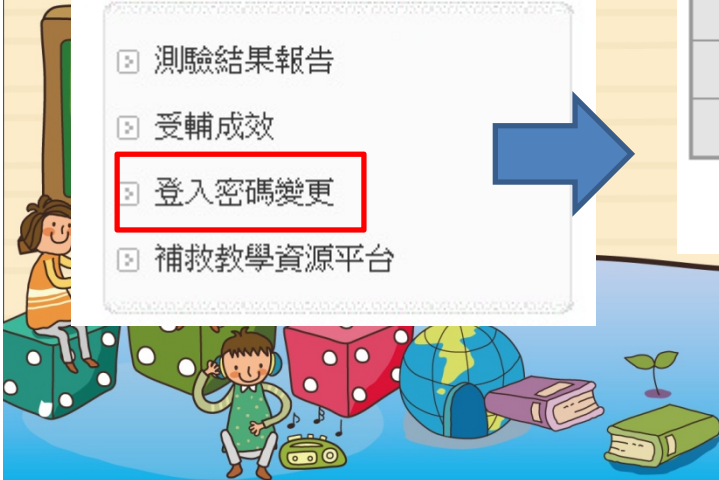 測驗結果報告
受輔成效
登入密碼變更
補救教學資源平台